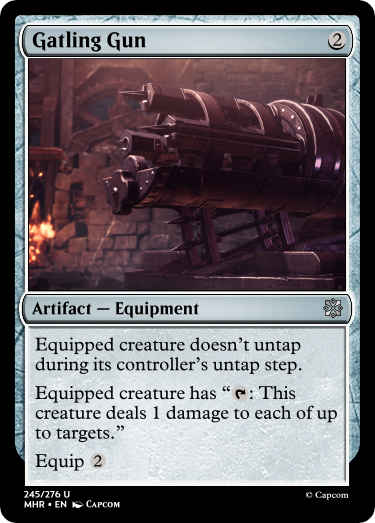 Gatling Gun 2
Artifact — Equipment
Equipped creature doesn't untap
during its controller's untap step.
Equipped creature has “: This
creature deals 1 damage to each of up
to targets.”
Equip 2
245/276 U
MHR • EN Capcom
© Capcom